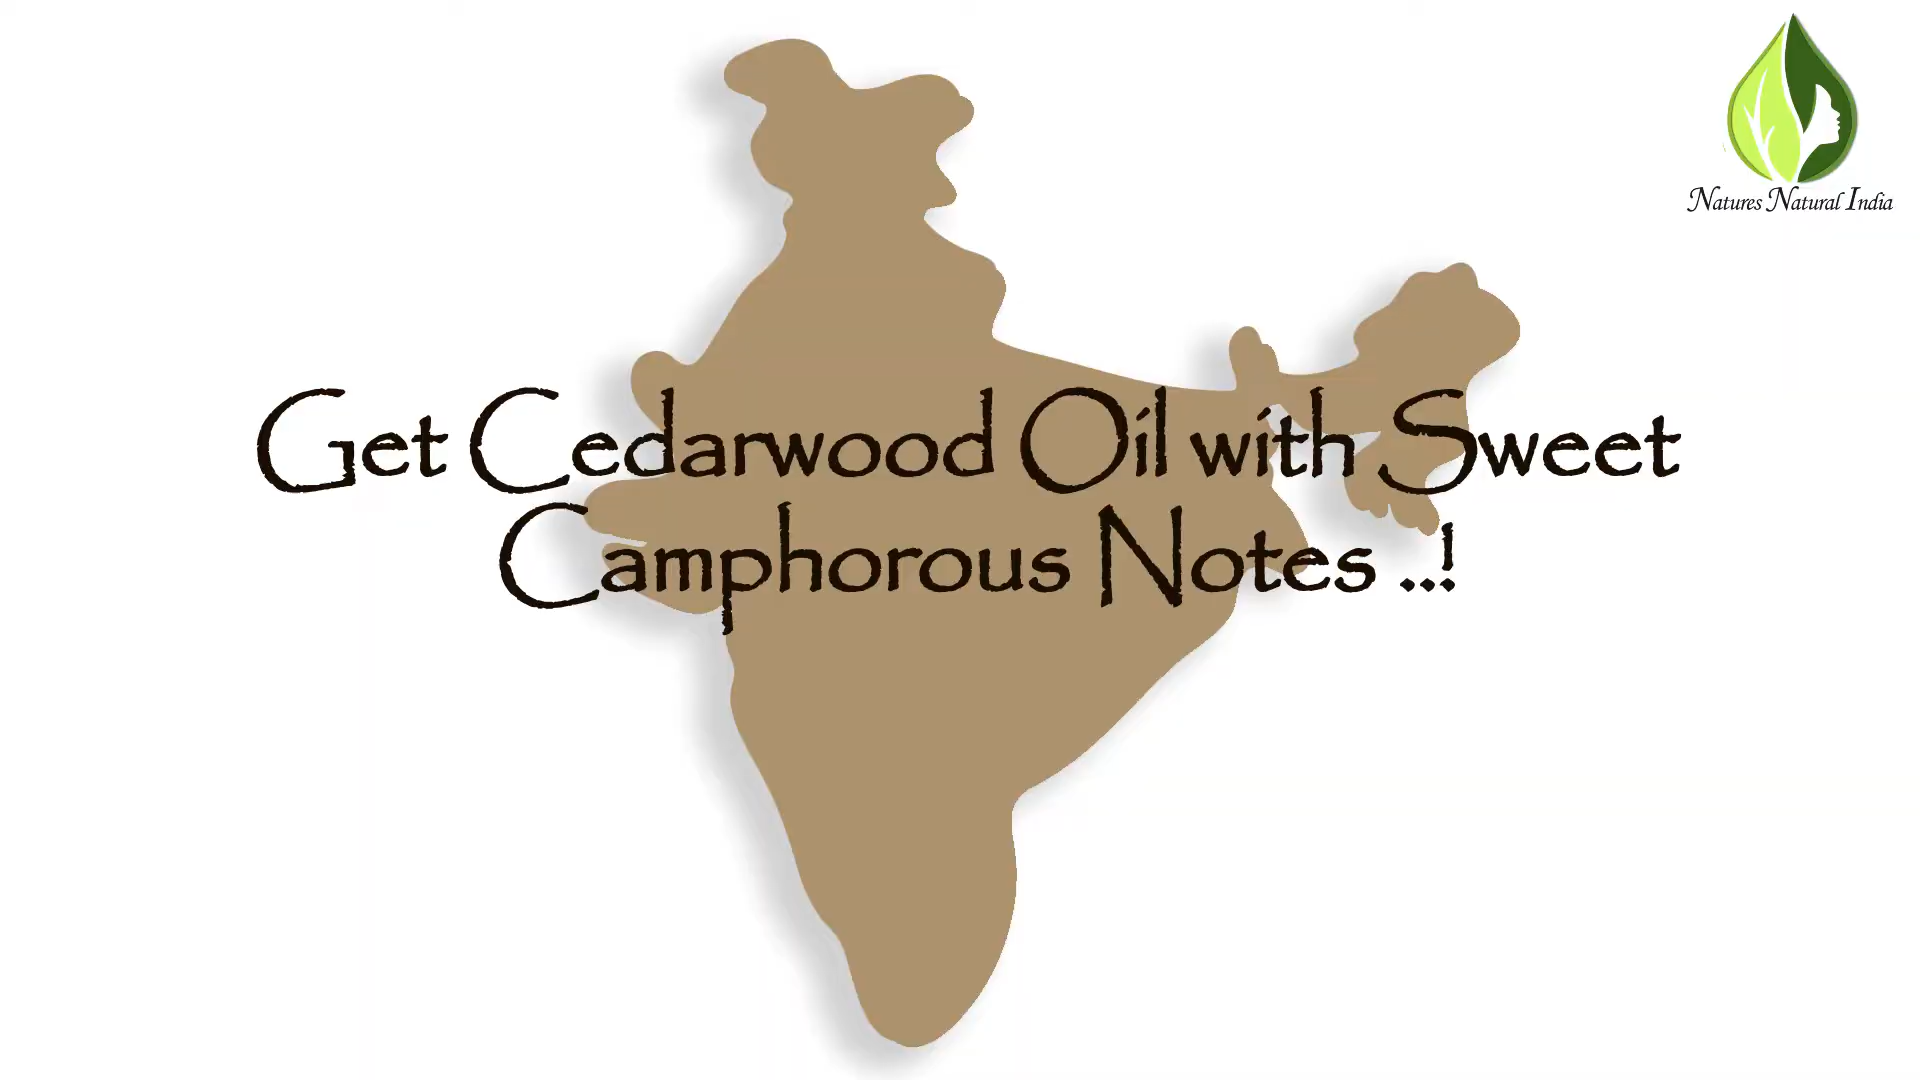 Natures Natural India
Get Cedarwood Oil with Sweet
Camphorous Notes ...!